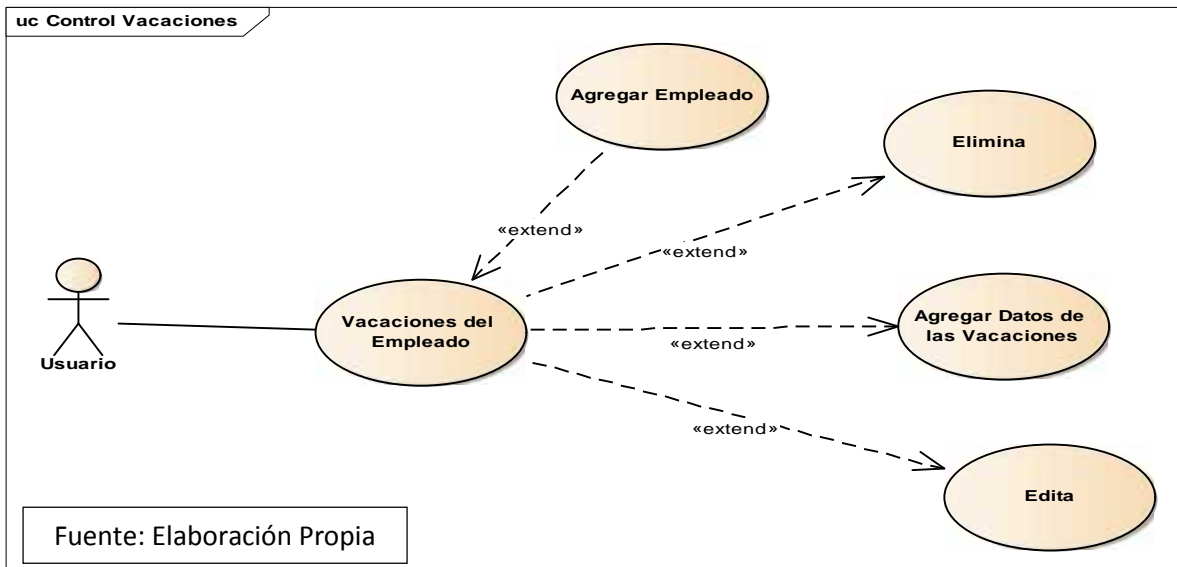 uc Control Vacaciones
Agregar Empleado
Elimina
«extend»
«extend»
Vacaciones del
Empleado
Agregar Datos de
las Vacaciones
«extend»
Usuario
«extend»
Edita
Fuente: Elaboración Propia